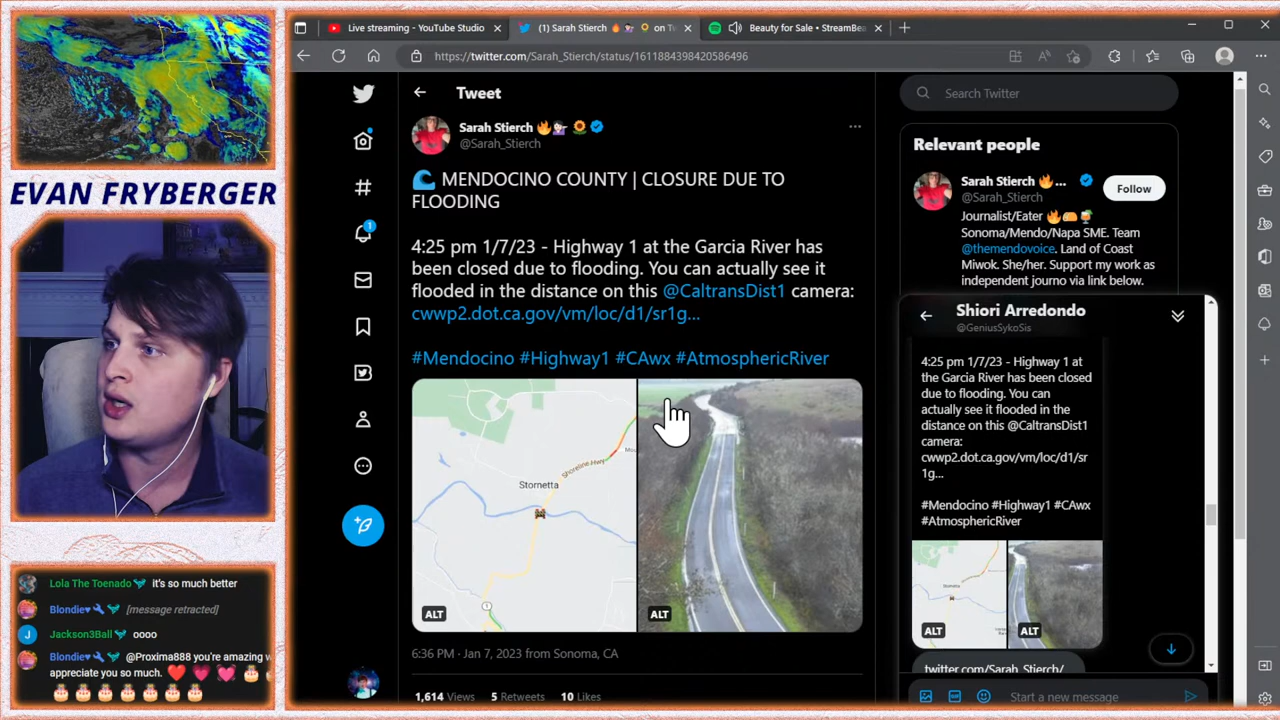 Live streaming - YouTube Studio
(1) Sarah Stierch 🔥💁🏻 🌻 on T
Beauty for Sale • StreamBe
https://twitter.com/Sarah_Stierch/status/1611884398420586496
EVAN FRYBERGER
Lola The Toenado it's so much better
Blondie♥ [message retracted]
Jackson3Ball oooo
Blondie♥ @Proxima888 you're amazing
appreciate you so much. ❤️💗💓🎂
🎂🎂🎂🎂🎂🎂
Tweet
Sarah Stierch 🔥💁🏻 🌻
@Sarah_Stierch
🌊 MENDOCINO COUNTY | CLOSURE DUE TO
FLOODING
4:25 pm 1/7/23 - Highway 1 at the Garcia River has
been closed due to flooding. You can actually see it
flooded in the distance on this @CaltransDist1 camera:
cwwp2.dot.ca.gov/vm/loc/d1/sr1g...
#Mendocino #Highway1 #CAwx #AtmosphericRiver
Shoreline Hwy
Stornetta
1
ALT
ALT
6:36 PM · Jan 7, 2023 from Sonoma, CA
1,614 Views 5 Retweets 10 Likes
1
Search Twitter
Relevant people
Sarah Stierch 🔥...
@Sarah_Stierch
Follow
Journalist/Eater 🔥🌮🍹
Sonoma/Mendo/Napa SME. Team
@themendovoice. Land of Coast
Miwok. She/her. Support my work as
independent journo via link below.
Shiori Arredondo
@GeniusSykoSis
4:25 pm 1/7/23 - Highway 1 at
the Garcia River has been closed
due to flooding. You can
actually see it flooded in the
distance on this @CaltransDist1
camera:
cwwp2.dot.ca.gov/vm/loc/d1/sr
1g...
#Mendocino #Highway1 #CAwx
#AtmosphericRiver
Stornetta
ALT
ALT
twitter.com/Sarah_Stierch/
Start a new message